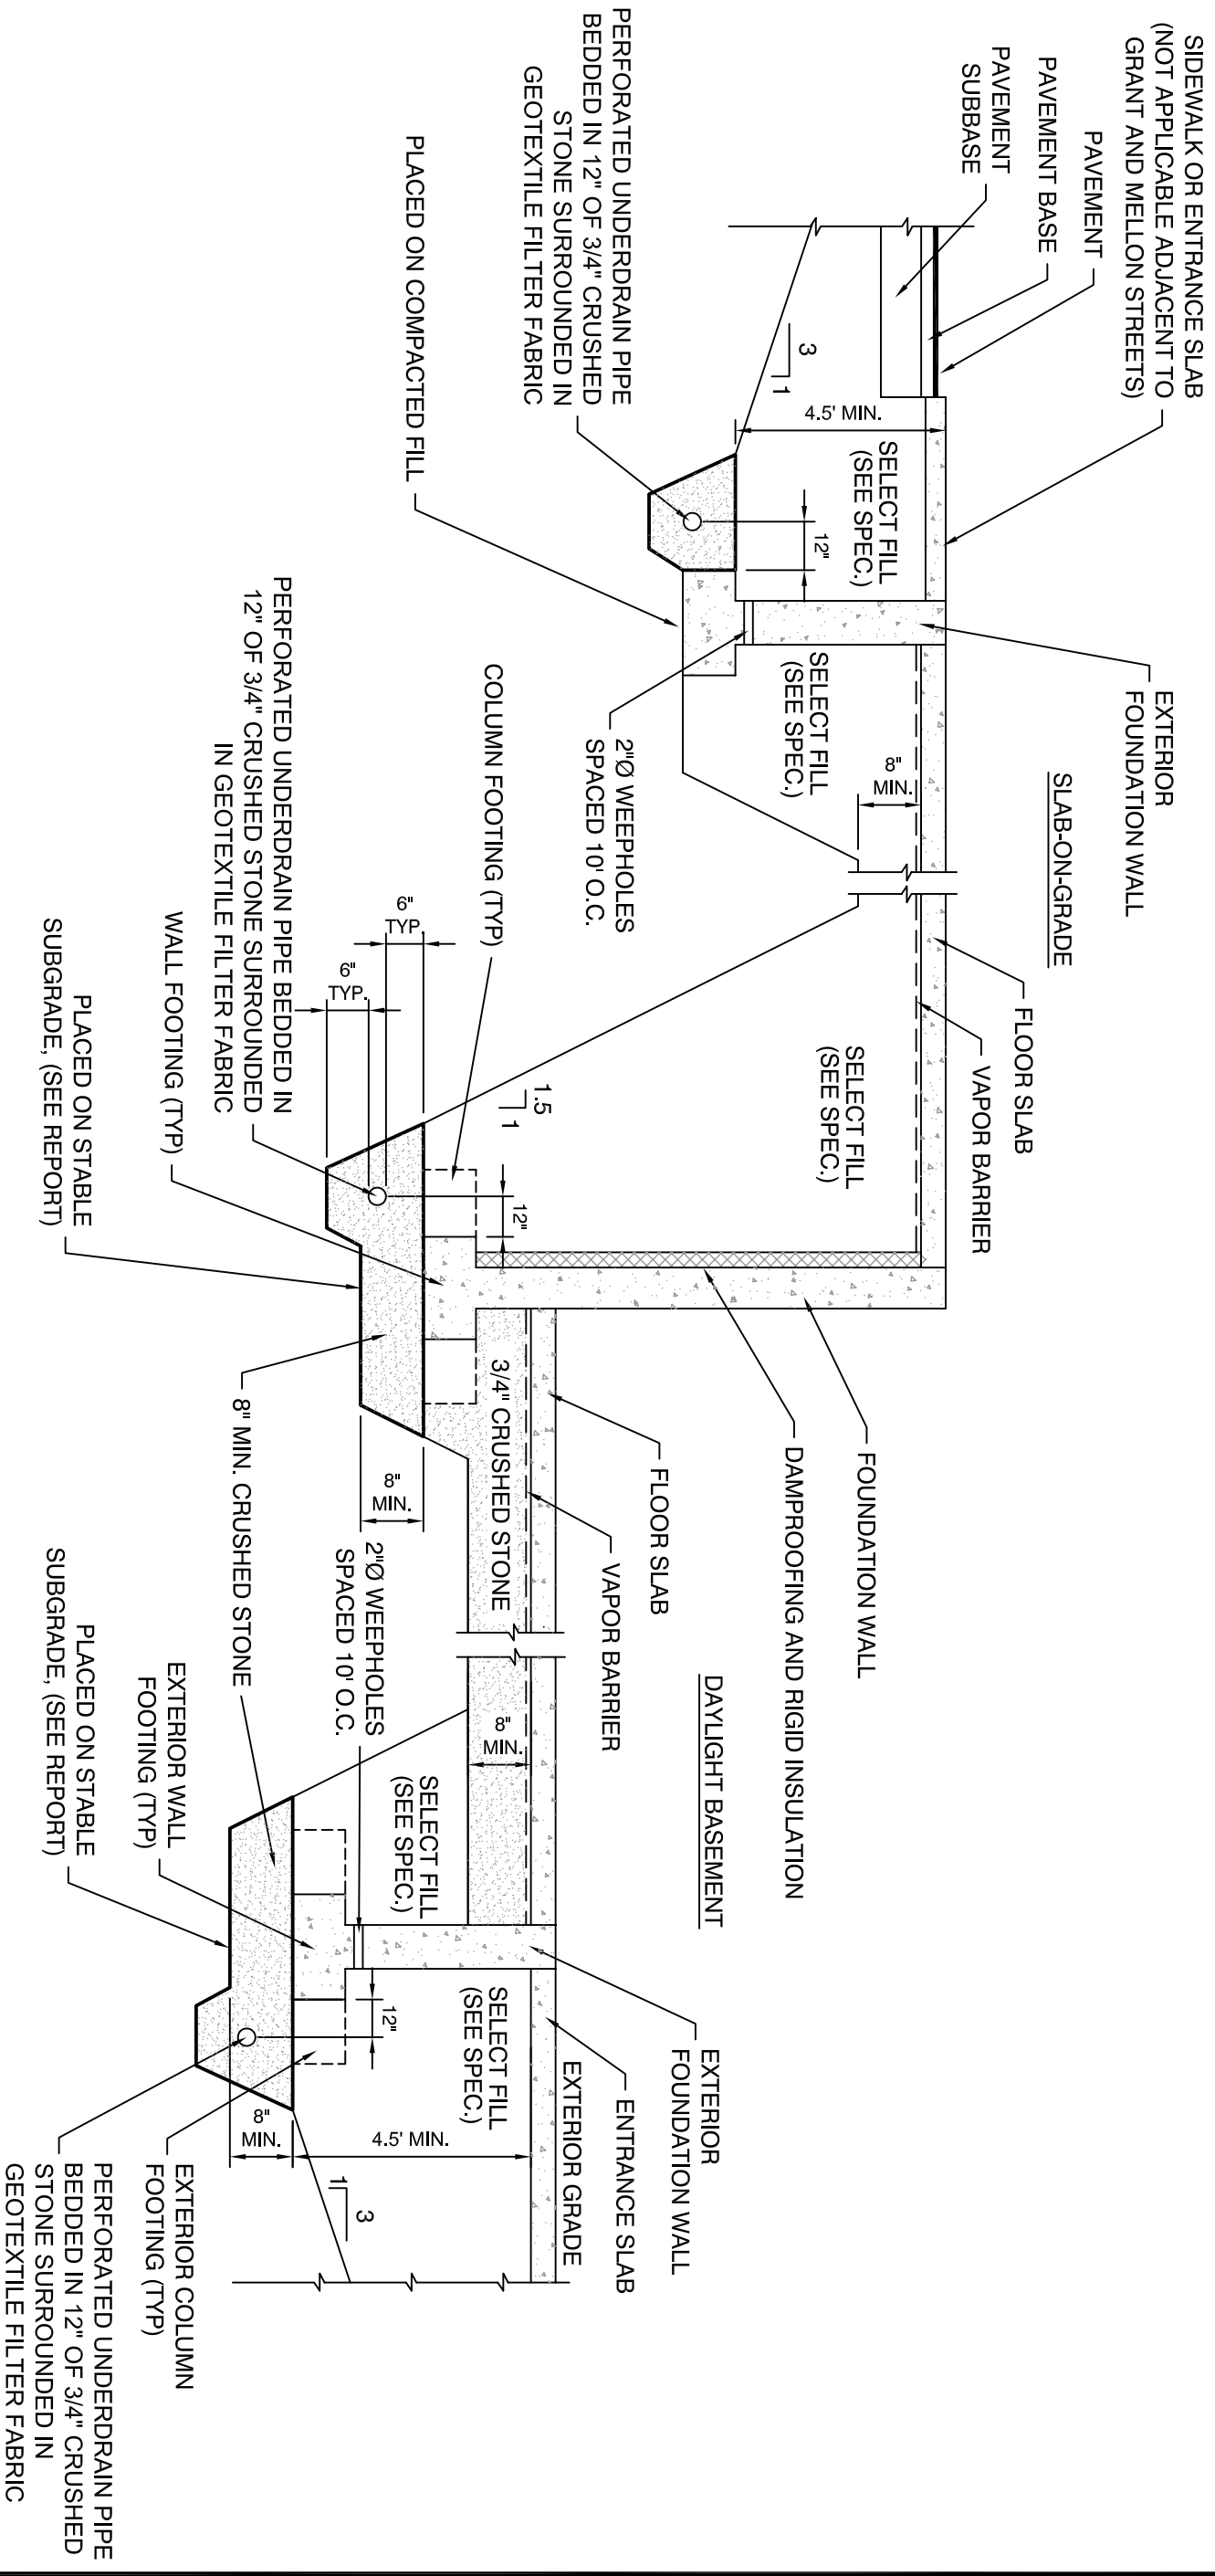 SIDEWALK OR ENTRANCE SLAB
(NOT APPLICABLE ADJACENT TO
GRANT AND MELLON STREETS)
PAVEMENT
PAVEMENT BASE
PAVEMENT
SUBBASE
3
1
4.5' MIN.
SELECT FILL
(SEE SPEC.)
12"
PERFORATED UNDERDRAIN PIPE
BEDDED IN 12" OF 3/4" CRUSHED
STONE SURROUNDED IN
GEOTEXTILE FILTER FABRIC
PLACED ON COMPACTED FILL
EXTERIOR
FOUNDATION WALL
SLAB-ON-GRADE
SELECT FILL
(SEE SPEC.)
8"
MIN.
2"Ø WEEPHOLES
SPACED 10' O.C.
FLOOR SLAB
VAPOR BARRIER
SELECT FILL
(SEE SPEC.)
COLUMN FOOTING (TYP)
6"
TYP.
6"
TYP.
1.5
1
12"
PERFORATED UNDERDRAIN PIPE BEDDED IN
12" OF 3/4" CRUSHED STONE SURROUNDED
IN GEOTEXTILE FILTER FABRIC
WALL FOOTING (TYP)
PLACED ON STABLE
SUBGRADE, (SEE REPORT)
FOUNDATION WALL
DAMPROOFING AND RIGID INSULATION
DAYLIGHT BASEMENT
FLOOR SLAB
VAPOR BARRIER
3/4" CRUSHED STONE
8"
MIN.
8"
MIN.
8" MIN. CRUSHED STONE
2"Ø WEEPHOLES
SPACED 10' O.C.
SELECT FILL
(SEE SPEC.)
EXTERIOR WALL
FOOTING (TYP)
PLACED ON STABLE
SUBGRADE, (SEE REPORT)
EXTERIOR
FOUNDATION WALL
ENTRANCE SLAB
EXTERIOR GRADE
SELECT FILL
(SEE SPEC.)
12"
4.5' MIN.
8"
MIN.
1
3
EXTERIOR COLUMN
FOOTING (TYP)
PERFORATED UNDERDRAIN PIPE
BEDDED IN 12" OF 3/4" CRUSHED
STONE SURROUNDED IN
GEOTEXTILE FILTER FABRIC